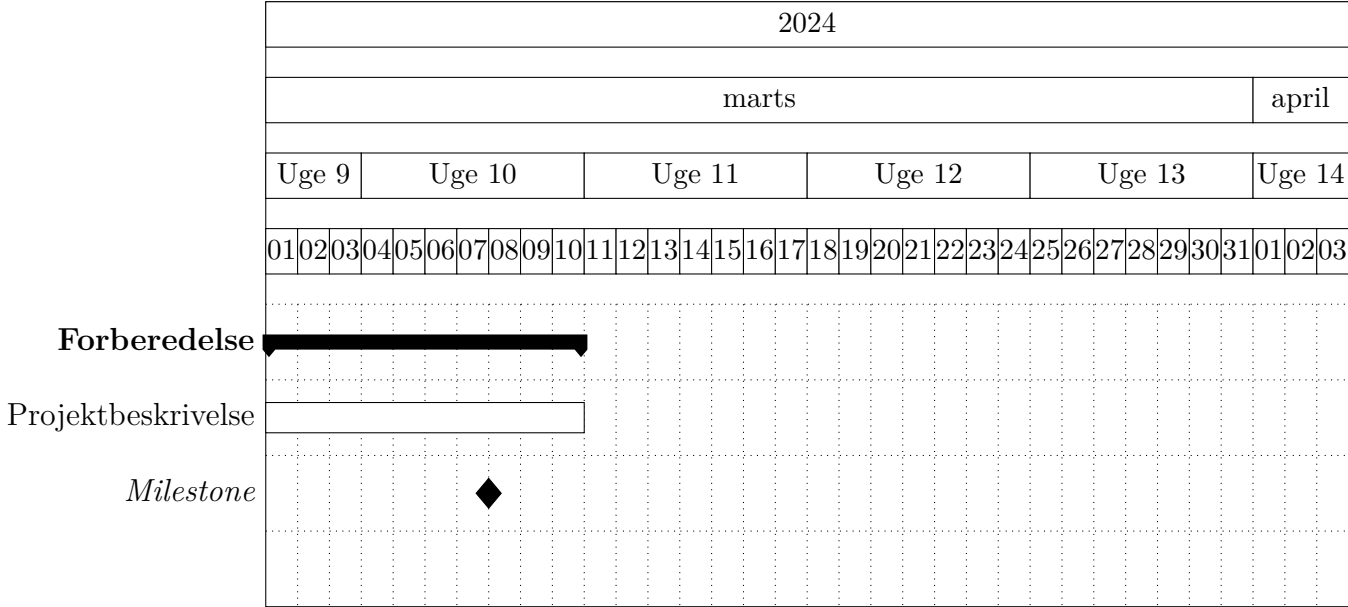 2024
marts april
Uge 9 Uge 10 Uge 11 Uge 12 Uge 13 Uge 14
01 02 03 04 05 06 07 08 09 10 11 12 13 14 15 16 17 18 19 20 21 22 23 24 25 26 27 28 29 30 31 01 02 03
Forberedelse
Projektbeskrivelse
Milestone